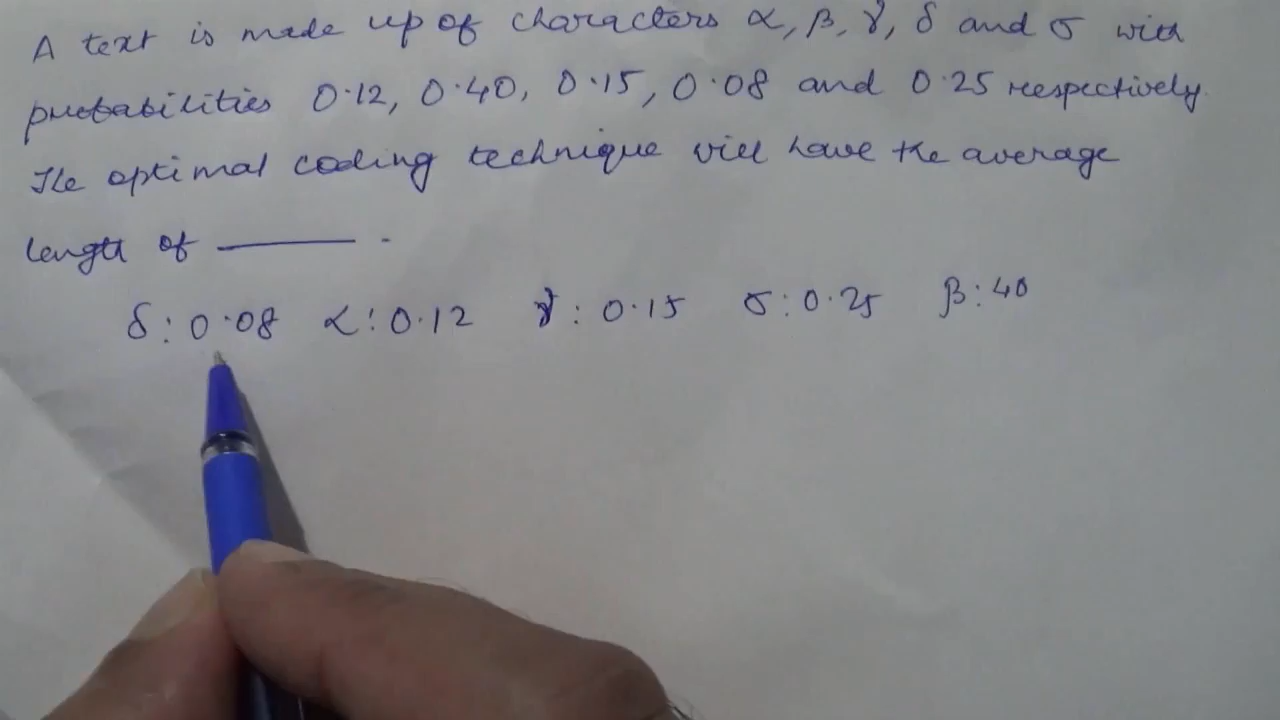 A text is made up of characters α, β, γ, δ and σ with
probabilities 0.12, 0.40, 0.15, 0.08 and 0.25 respectively.
The optimal coding technique will have the average
length of ———.
δ: 0.08 α: 0.12 γ: 0.15 σ: 0.25 β: 40